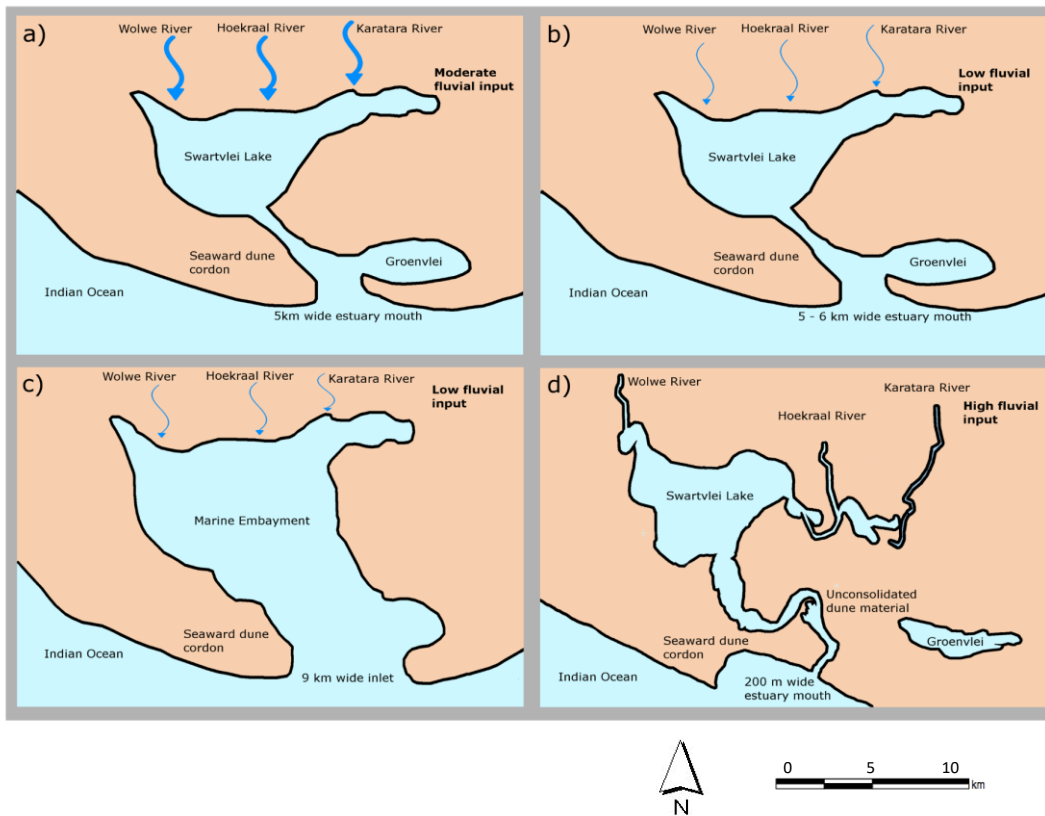 a)
Wolwe River
Hoekraal River
Karatara River
Moderate
fluvial input
Swartvlei Lake
Seaward dune
cordon
Groenvlei
Indian Ocean
5km wide estuary mouth
b)
Wolwe River
Hoekraal River
Karatara River
Low fluvial
input
Swartvlei Lake
Seaward dune
cordon
Groenvlei
Indian Ocean
5 - 6 km wide estuary mouth
c)
Wolwe River
Hoekraal River
Karatara River
Low fluvial
input
Marine Embayment
Seaward dune
cordon
Indian Ocean
9 km wide inlet
d)
Wolwe River
Karatara River
High fluvial
input
Hoekraal River
Swartvlei Lake
Unconsolidated
dune material
Seaward dune
cordon
Groenvlei
Indian Ocean
200 m wide
estuary mouth
N
0 5 10
km